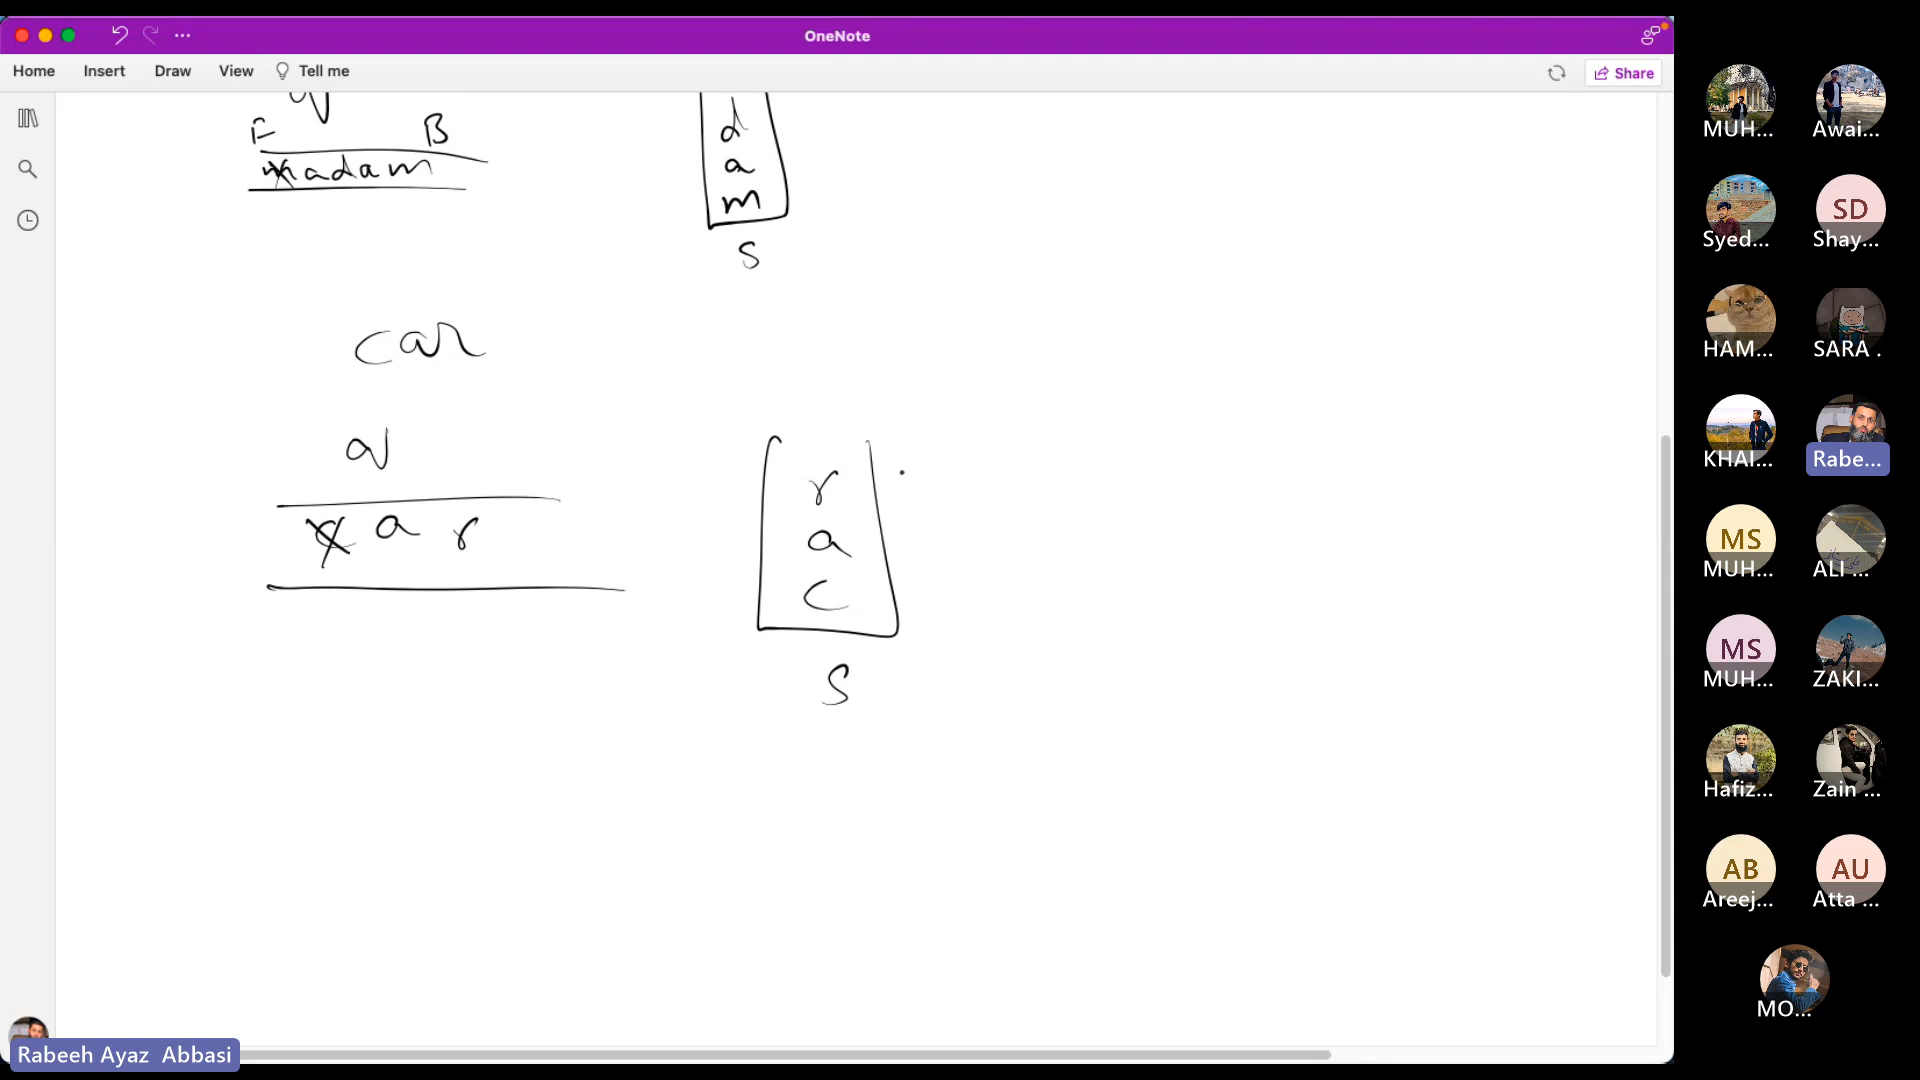 OneNote
Home Insert Draw View Tell me
Share
q
F B
madam
d
a
m
S
car
q
c a r
r
a
c
S
MUH...
Awai...
Syed...
SD
Shay...
HAM...
SARA .
KHAI...
Rabe...
MS
MUH...
ALI ...
MS
MUH...
ZAKI...
Hafiz...
Zain ...
AB
Areej...
AU
Atta ...
MO...
Rabeeh Ayaz Abbasi